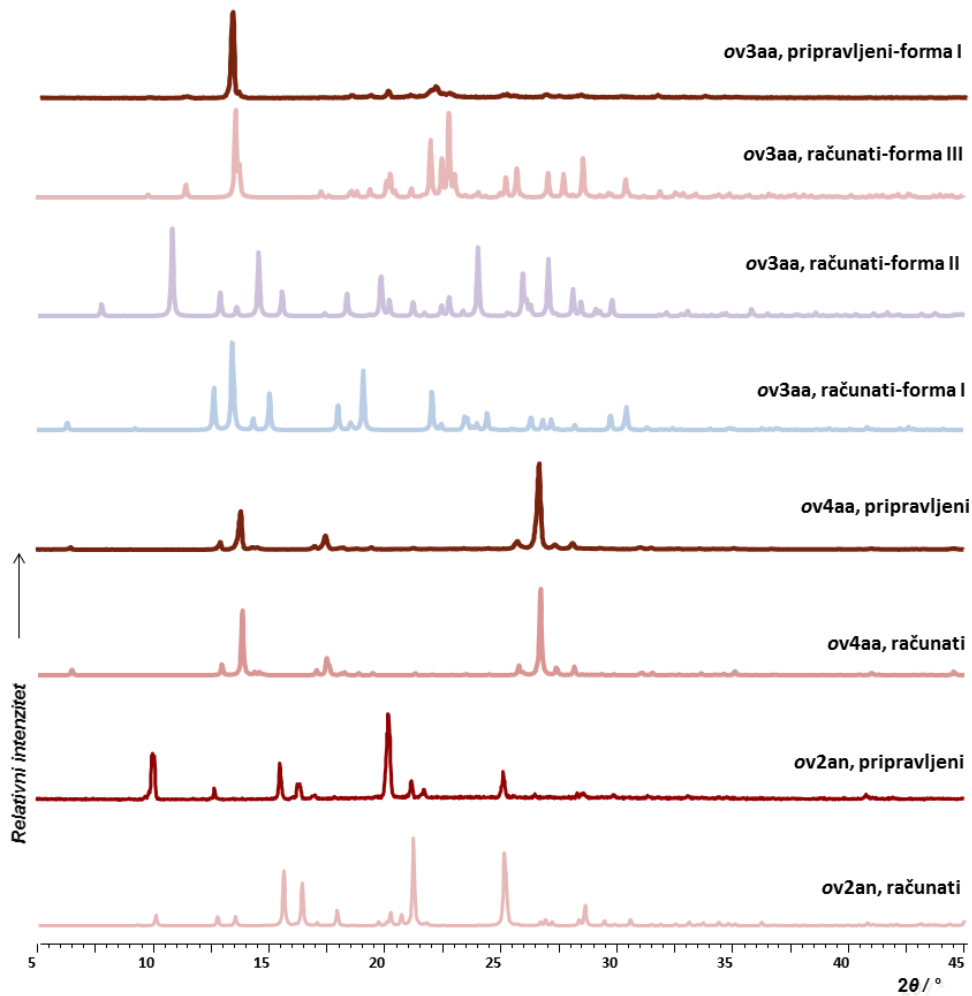 ov3aa, pripravljeni-forma I
ov3aa, računati-forma III
ov3aa, računati-forma II
ov3aa, računati-forma I
ov4aa, pripravljeni
ov4aa, računati
ov2an, pripravljeni
ov2an, računati
Relativni intenzitet
5 10 15 20 25 30 35 40 45
2θ / °